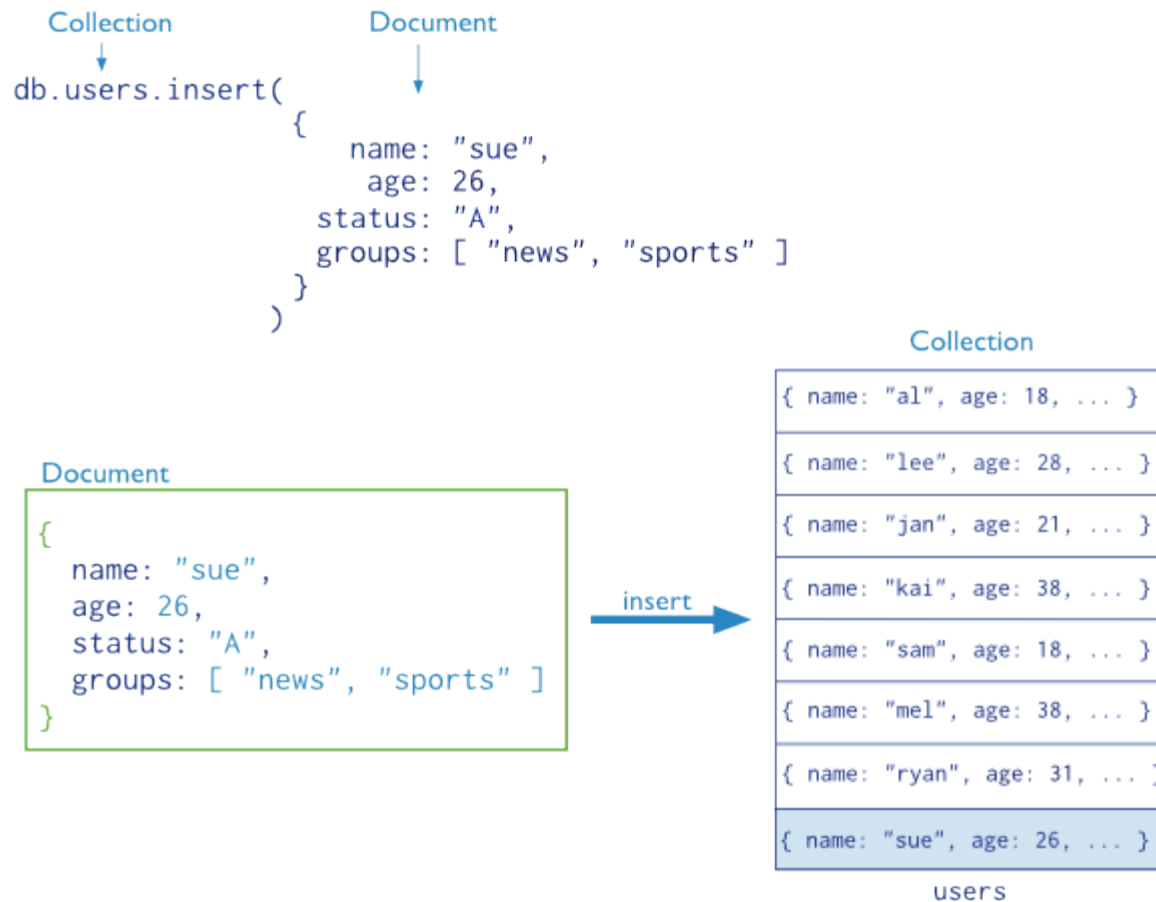 Collection Document
db.users.insert(
{
name: "sue",
age: 26,
status: "A",
groups: [ "news", "sports" ]
}
)
Document
{
name: "sue",
age: 26,
status: "A",
groups: [ "news", "sports" ]
}
insert
Collection
{ name: "al", age: 18, ... }
{ name: "lee", age: 28, ... }
{ name: "jan", age: 21, ... }
{ name: "kai", age: 38, ... }
{ name: "sam", age: 18, ... }
{ name: "mel", age: 38, ... }
{ name: "ryan", age: 31, ... }
{ name: "sue", age: 26, ... }
users